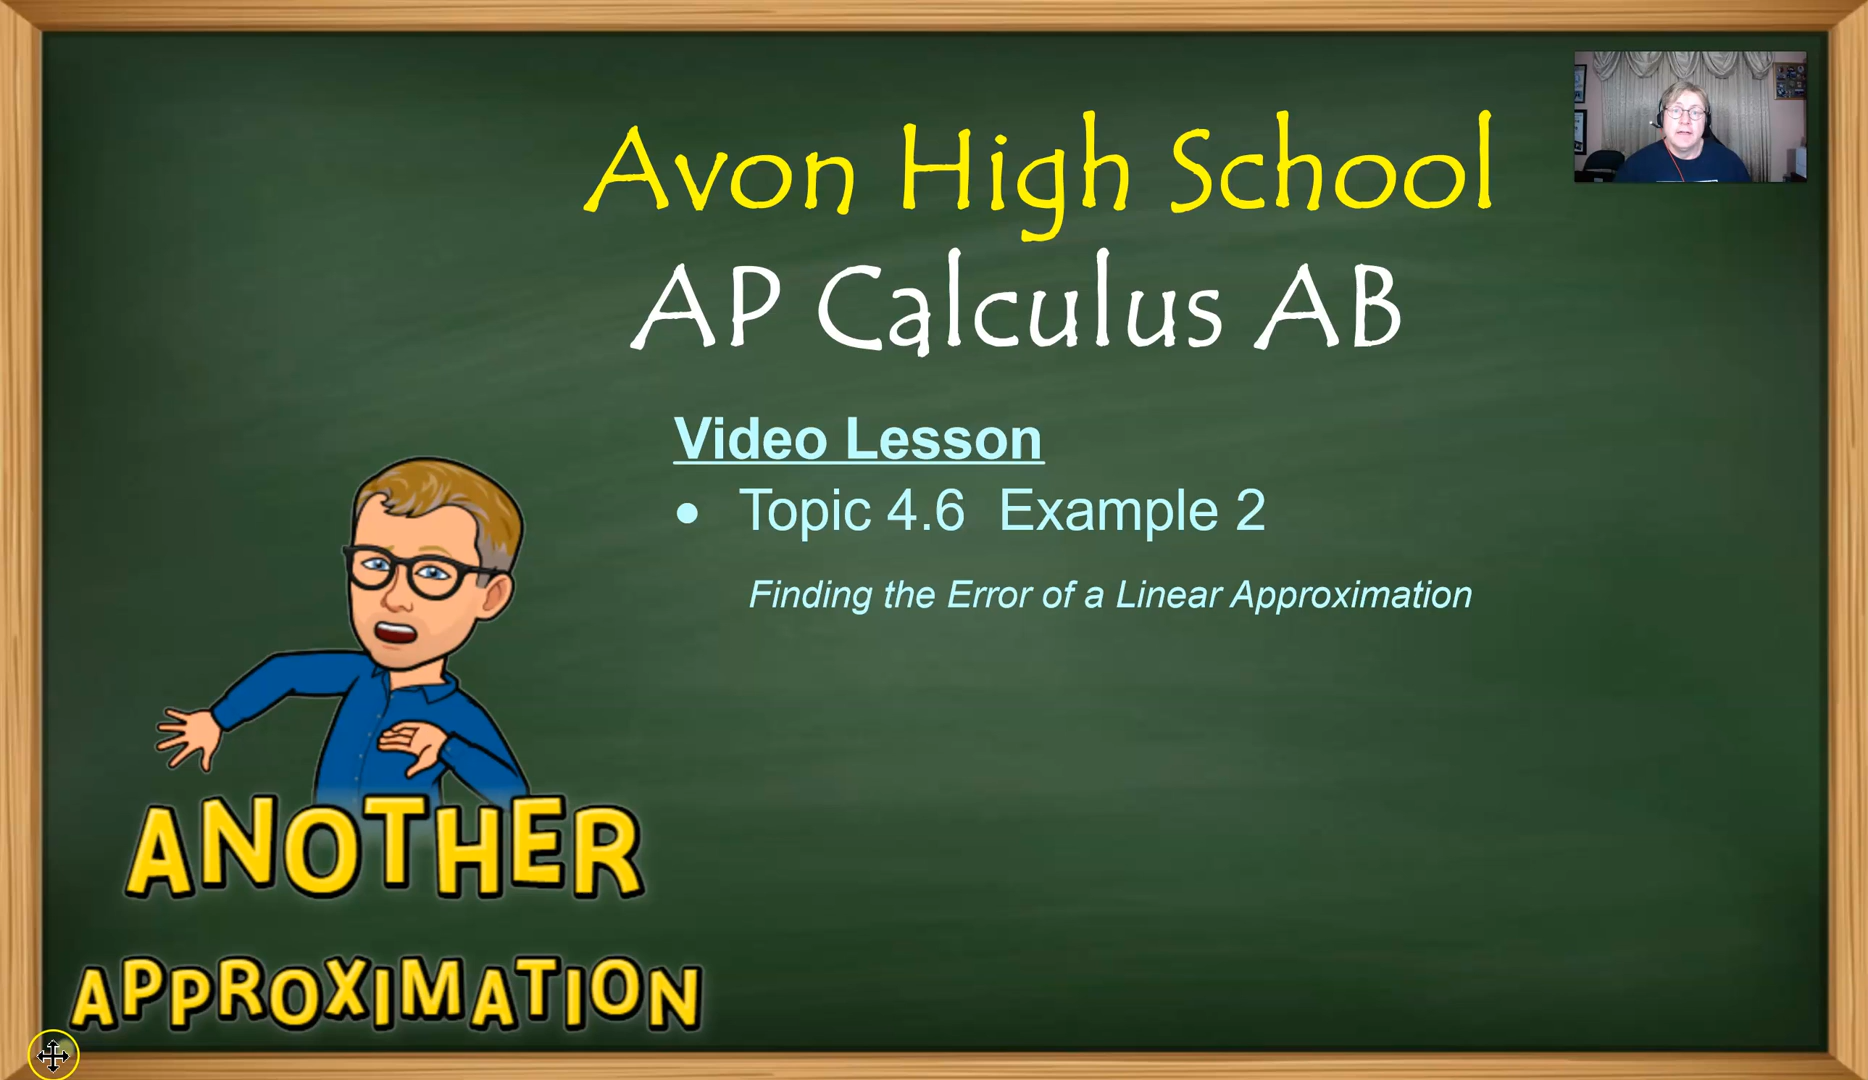 Avon High School
AP Calculus AB
Video Lesson
• Topic 4.6 Example 2
Finding the Error of a Linear Approximation
ANOTHER
APPROXIMATION